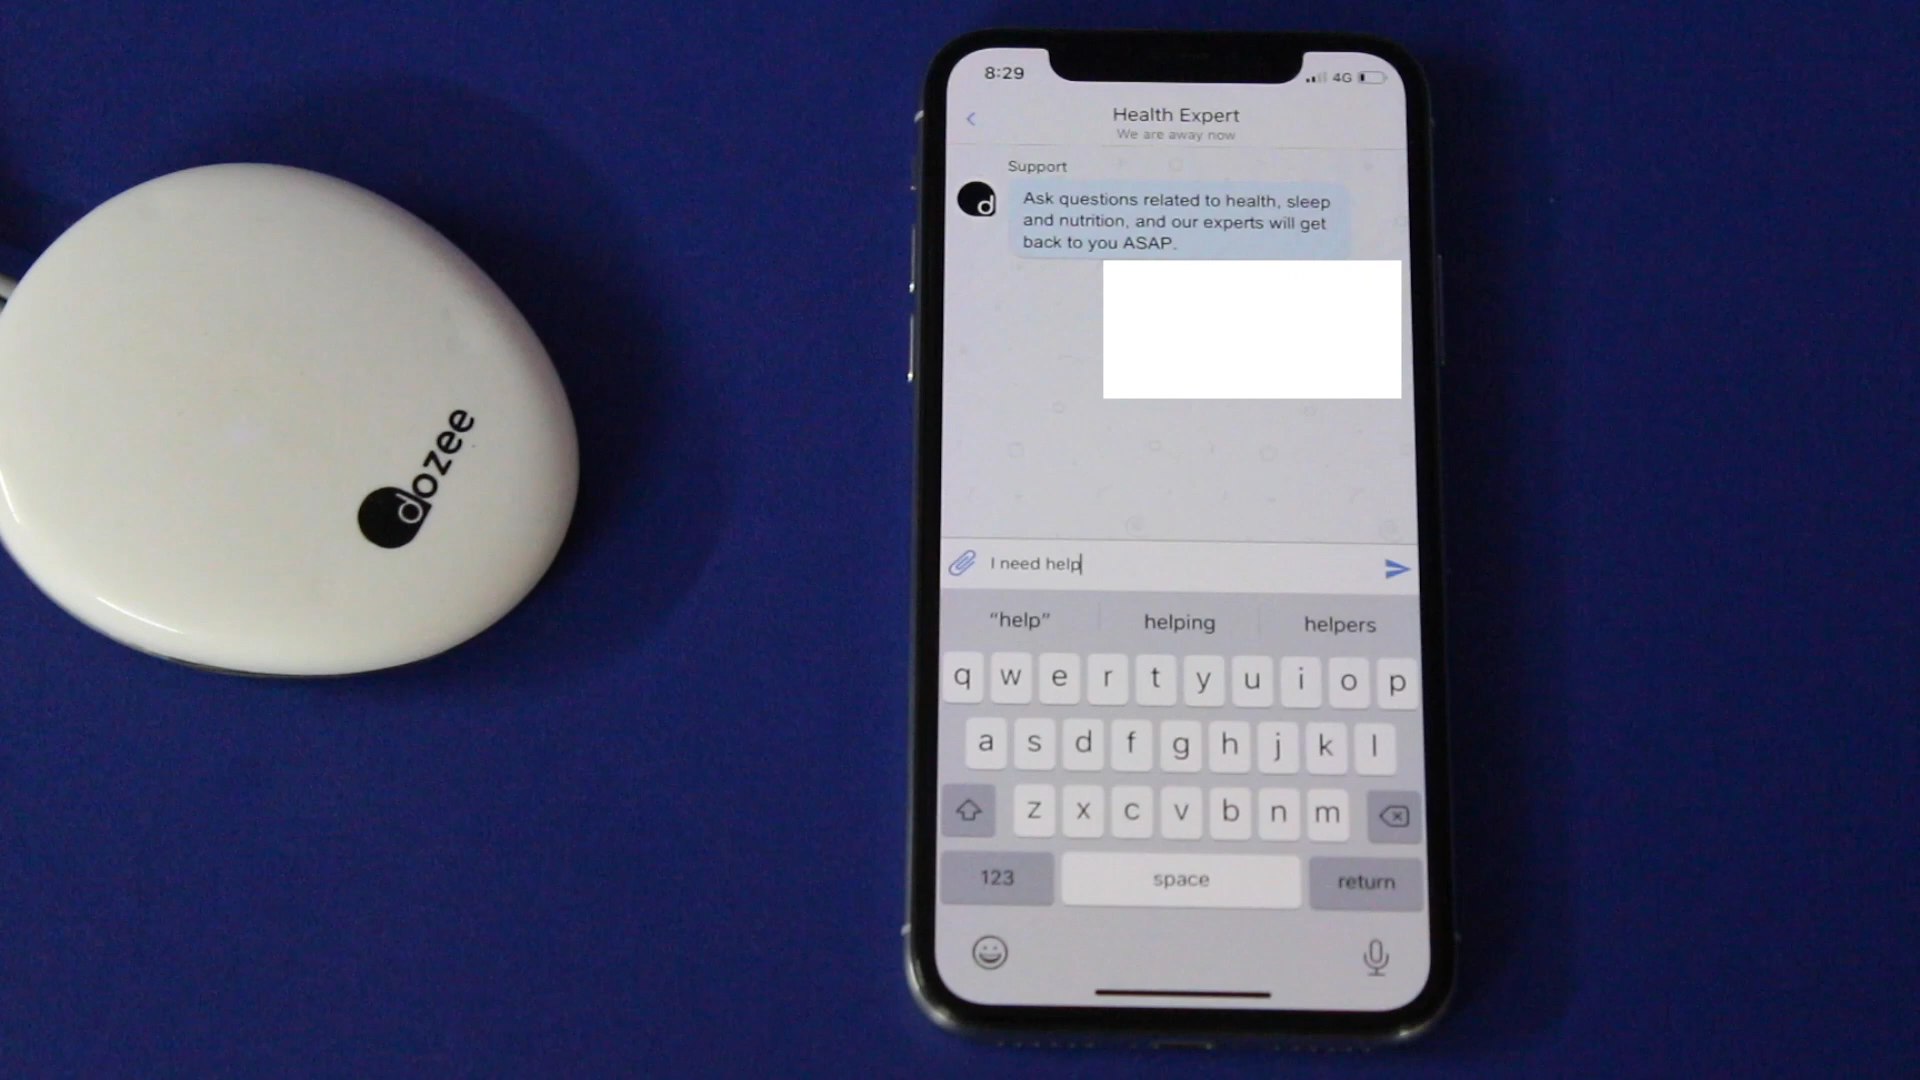 dozee
8:29
4G
Health Expert
We are away now
Support
d
Ask questions related to health, sleep
and nutrition, and our experts will get
back to you ASAP.
I need help
“help” helping helpers
q w e r t y u i o p
a s d f g h j k l
z x c v b n m
123 space return